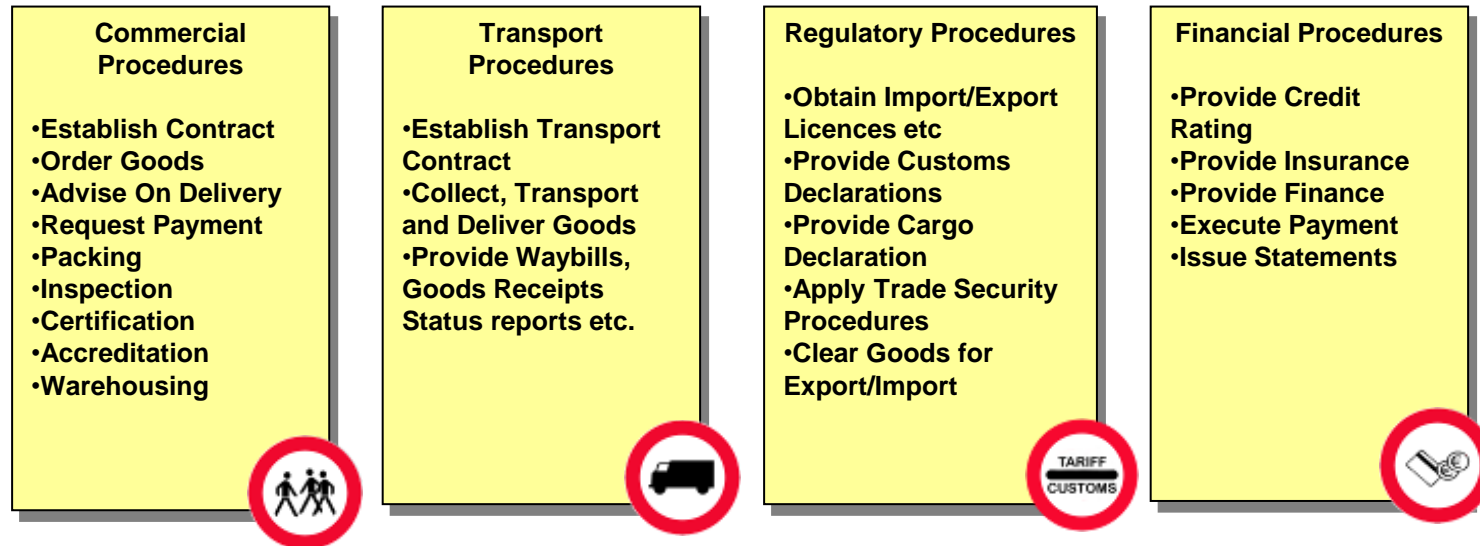 Commercial
Procedures
•Establish Contract
•Order Goods
•Advise On Delivery
•Request Payment
•Packing
•Inspection
•Certification
•Accreditation
•Warehousing
Transport
Procedures
•Establish Transport
Contract
•Collect, Transport
and Deliver Goods
•Provide Waybills,
Goods Receipts
Status reports etc.
Regulatory Procedures
•Obtain Import/Export
Licences etc
•Provide Customs
Declarations
•Provide Cargo
Declaration
•Apply Trade Security
Procedures
•Clear Goods for
Export/Import
TARIFF
CUSTOMS
Financial Procedures
•Provide Credit
Rating
•Provide Insurance
•Provide Finance
•Execute Payment
•Issue Statements